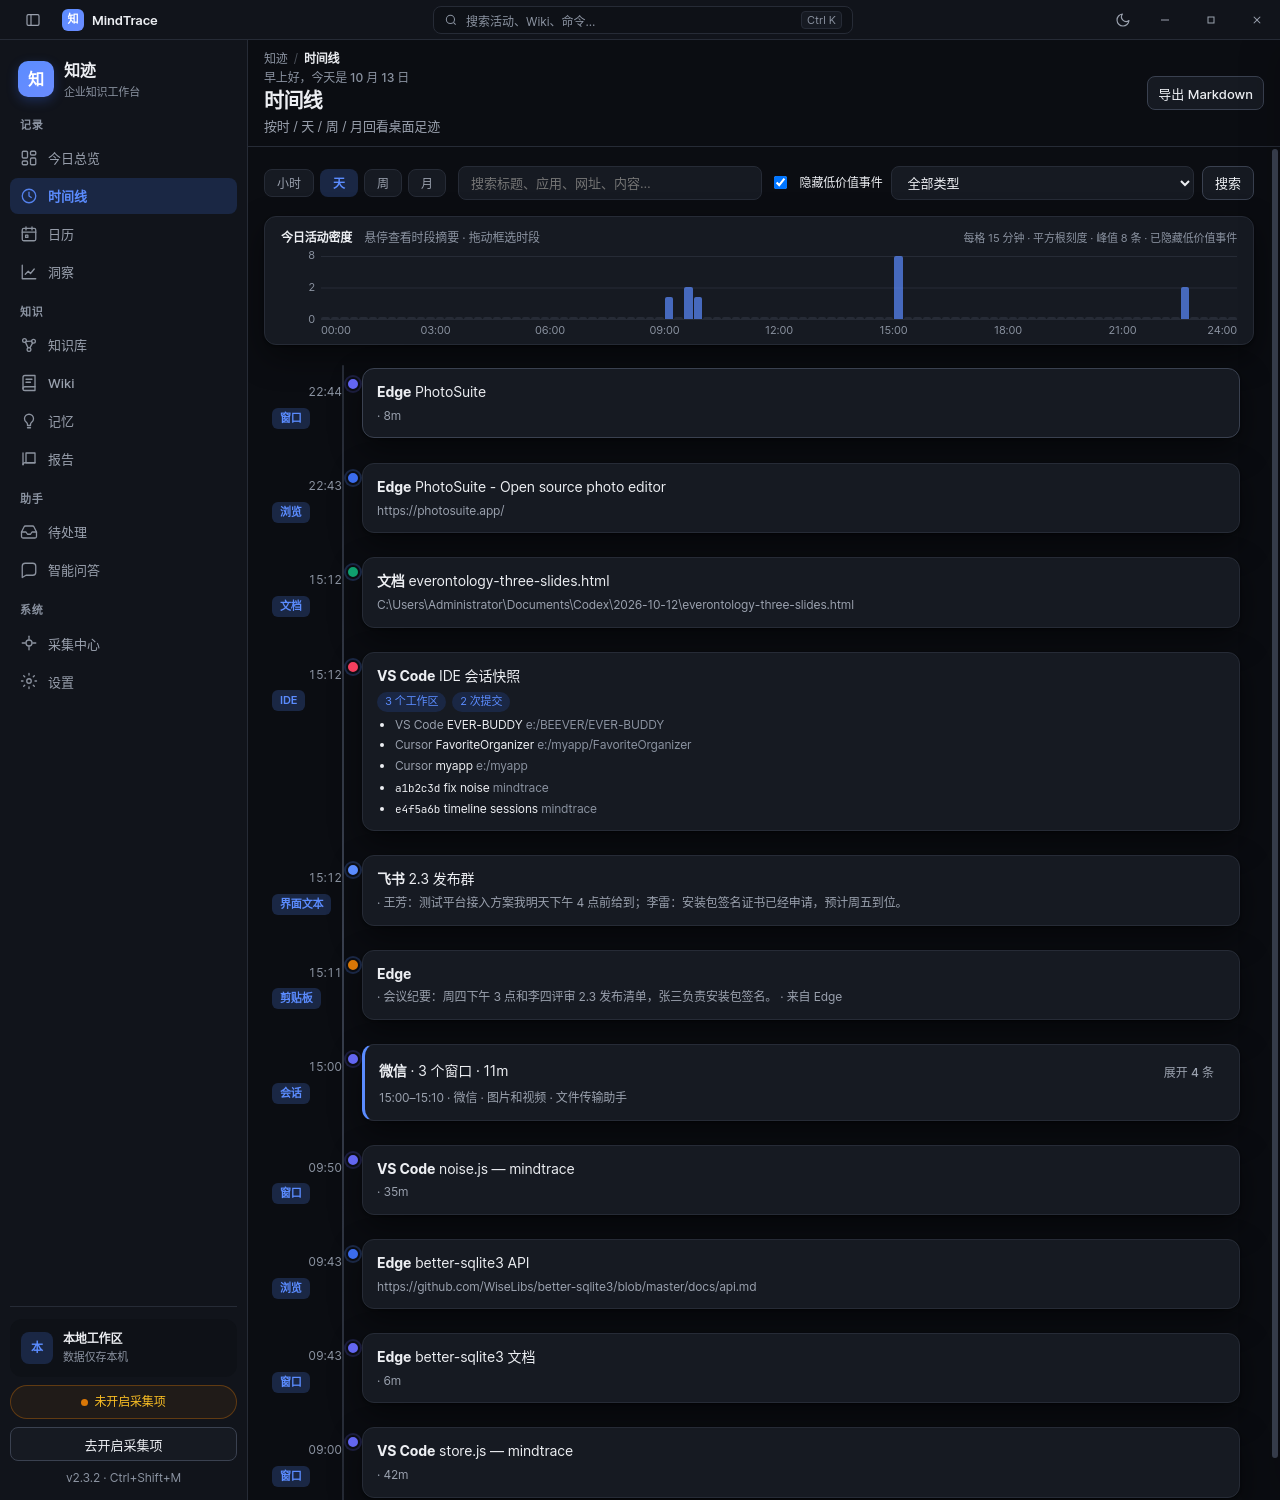 知 MindTrace
搜索活动、Wiki、命令...
Ctrl K
知
知迹
企业知识工作台
记录
今日总览
时间线
日历
洞察
知识
知识库
Wiki
记忆
报告
助手
待处理
智能问答
系统
采集中心
设置
本
本地工作区
数据仅存本机
未开启采集项
去开启采集项
v2.3.2 · Ctrl+Shift+M
知迹 / 时间线
早上好，今天是 10 月 13 日
时间线
按时 / 天 / 周 / 月回看桌面足迹
导出 Markdown
小时
天
周
月
搜索标题、应用、网址、内容...
隐藏低价值事件
全部类型
搜索
今日活动密度 悬停查看时段摘要 · 拖动框选时段
每格 15 分钟 · 平方根刻度 · 峰值 8 条 · 已隐藏低价值事件
8
2
0
00:00 03:00 06:00 09:00 12:00 15:00 18:00 21:00 24:00
22:44
窗口
Edge PhotoSuite
· 8m
22:43
浏览
Edge PhotoSuite - Open source photo editor
https://photosuite.app/
15:12
文档
文档 everontology-three-slides.html
C:\Users\Administrator\Documents\Codex\2026-10-12\everontology-three-slides.html
15:12
IDE
VS Code IDE 会话快照
3 个工作区 2 次提交
• VS Code EVER-BUDDY e:/BEEVER/EVER-BUDDY
• Cursor FavoriteOrganizer e:/myapp/FavoriteOrganizer
• Cursor myapp e:/myapp
• a1b2c3d fix noise mindtrace
• e4f5a6b timeline sessions mindtrace
15:12
界面文本
飞书 2.3 发布群
· 王芳：测试平台接入方案我明天下午 4 点前给到；李雷：安装包签名证书已经申请，预计周五到位。
15:11
剪贴板
Edge
· 会议纪要：周四下午 3 点和李四评审 2.3 发布清单，张三负责安装包签名。 · 来自 Edge
15:00
会话
微信 · 3 个窗口 · 11m
展开 4 条
15:00–15:10 · 微信 · 图片和视频 · 文件传输助手
09:50
窗口
VS Code noise.js — mindtrace
· 35m
09:43
浏览
Edge better-sqlite3 API
https://github.com/WiseLibs/better-sqlite3/blob/master/docs/api.md
09:43
窗口
Edge better-sqlite3 文档
· 6m
09:00
窗口
VS Code store.js — mindtrace
· 42m